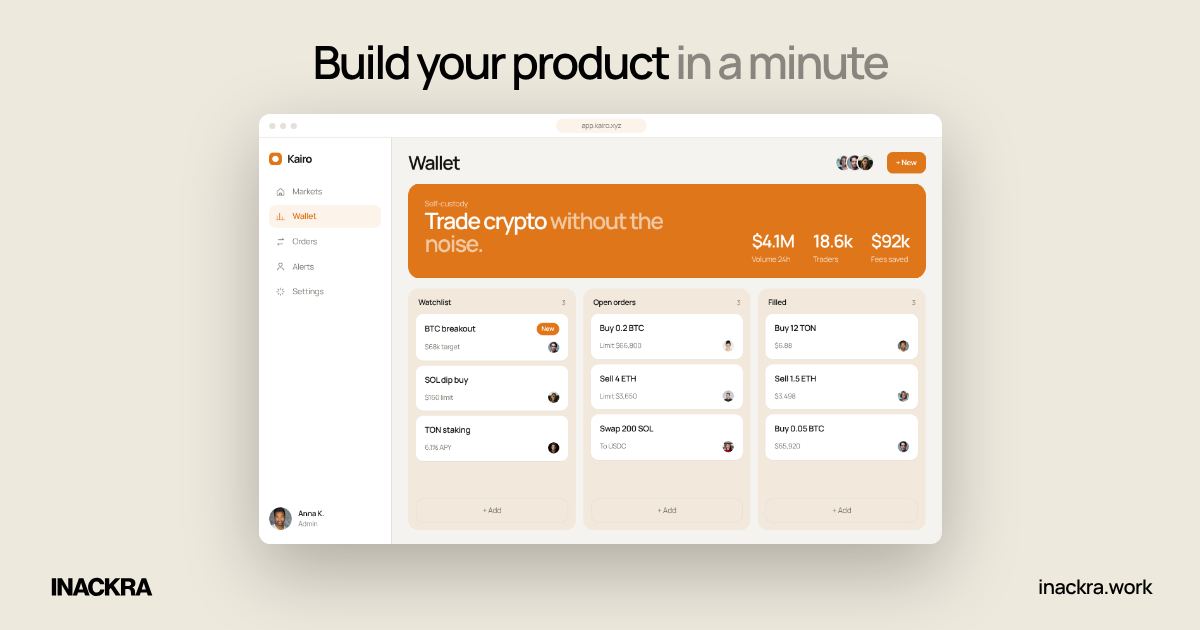 Build your product in a minute
app.kairo.xyz
Kairo
Markets
Wallet
Orders
Alerts
Settings
Anna K.
Admin
Wallet
+ New
Self-custody
Trade crypto without the
noise.
$4.1M
Volume 24h
18.6k
Traders
$92k
Fees saved
Watchlist 3
BTC breakout New
$68k target
SOL dip buy
$150 limit
TON staking
6.1% APY
+ Add
Open orders 3
Buy 0.2 BTC
Limit $66,800
Sell 4 ETH
Limit $3,650
Swap 200 SOL
To USDC
+ Add
Filled 3
Buy 12 TON
$6.88
Sell 1.5 ETH
$3 498
Buy 0.05 BTC
$65,920
+ Add
INACKRA
inackra.work